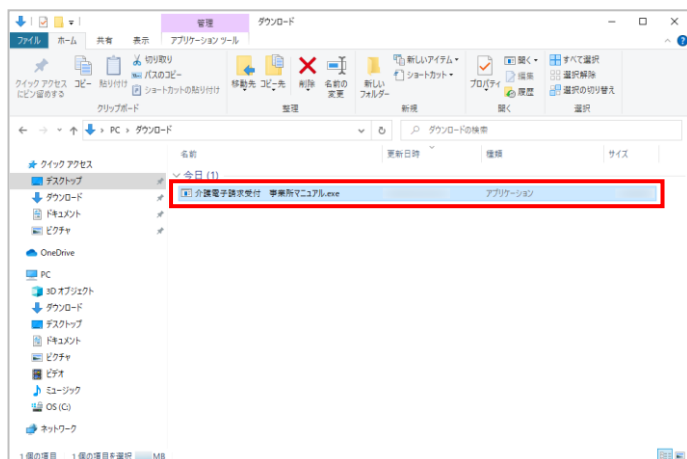 管理 ダウンロード
ファイル ホーム 共有 表示 アプリケーション ツール
クイック アクセス
にピン留めする
コピー
貼り付け
切り取り
パスのコピー
ショートカットの貼り付け
クリップボード
移動先
コピー先
削除
名前の
変更
整理
新しい
フォルダー
新しいアイテム
ショートカット
新規
プロパティ
開く
編集
履歴
開く
すべて選択
選択解除
選択の切り替え
選択
PC › ダウンロード
ダウンロードの検索
名前 更新日時 種類 サイズ
今日 (1)
介護電子請求受付 事業所マニュアル.exe アプリケーション
クイック アクセス
デスクトップ
ダウンロード
ドキュメント
ピクチャ
OneDrive
PC
3D オブジェクト
ダウンロード
デスクトップ
ドキュメント
ピクチャ
ビデオ
ミュージック
OS (C:)
ネットワーク
1 個の項目 1 個の項目を選択 MB